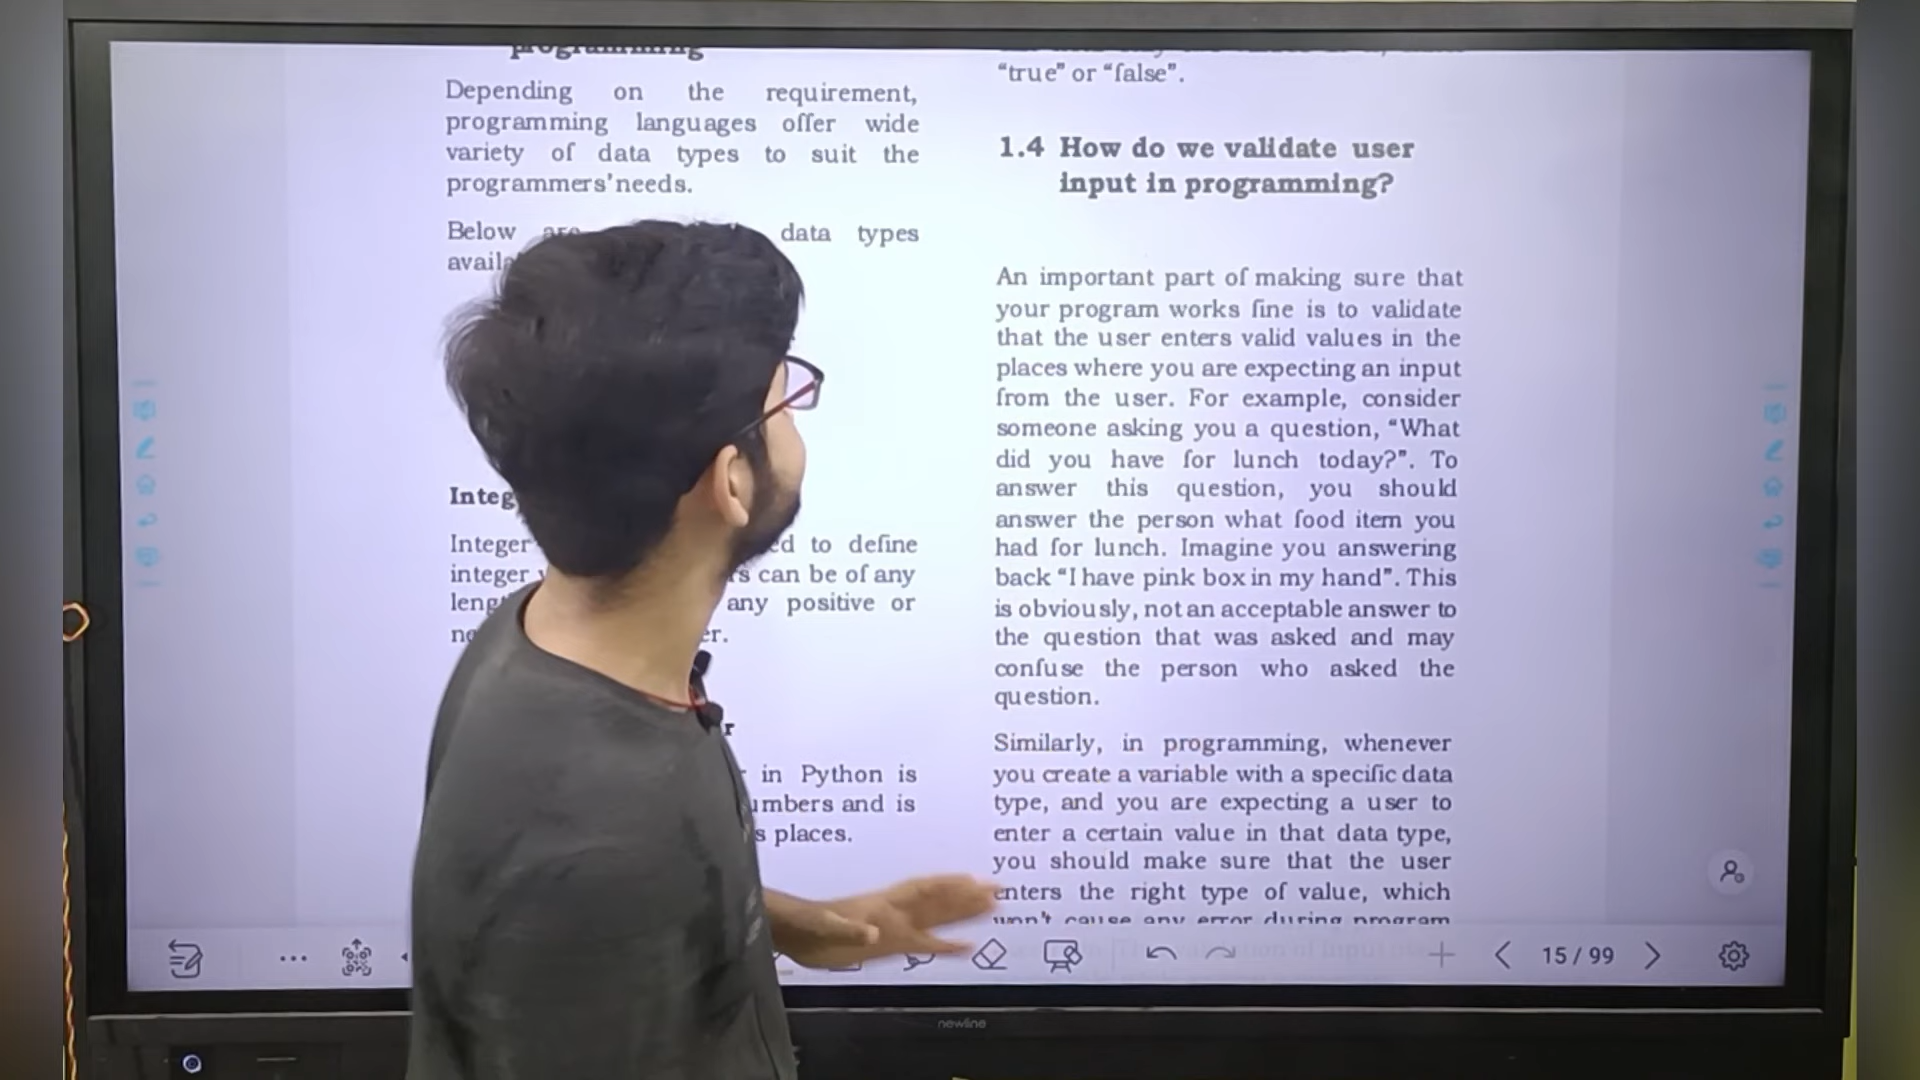 programming
Depending on the requirement,
programming languages offer wide
variety of data types to suit the
programmers' needs.
Below are data types
Integer
ed to define
integer
can be of any
any positive or
in Python is
and is
places.
"true" or "false".
1.4 How do we validate user
input in programming?
An important part of making sure that
your program works fine is to validate
that the user enters valid values in the
places where you are expecting an input
from the user. For example, consider
someone asking you a question, "What
did you have for lunch today?". To
answer this question, you should
answer the person what food item you
had for lunch. Imagine you answering
back "I have pink box in my hand". This
is obviously, not an acceptable answer to
the question that was asked and may
confuse the person who asked the
question.
Similarly, in programming, whenever
you create a variable with a specific data
type, and you are expecting a user to
enter a certain value in that data type,
you should make sure that the user
enters the right type of value, which
won't cause any error during program
15 / 99
newline